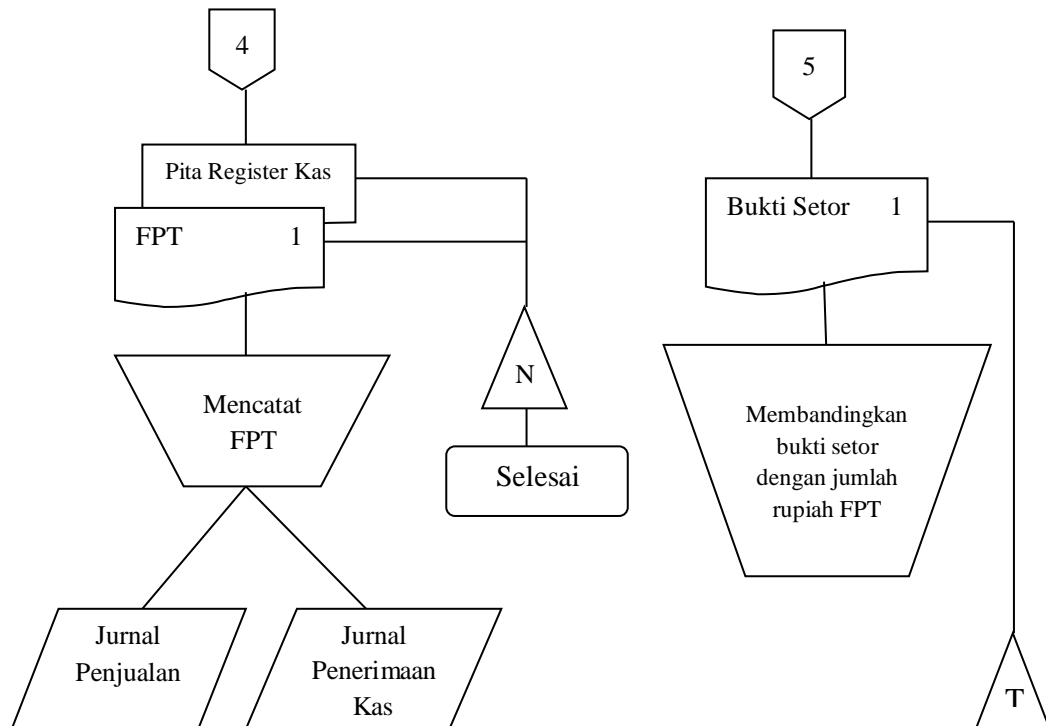 4
Pita Register Kas
FPT 1
Mencatat
FPT
N
Selesai
Jurnal
Penjualan
Jurnal
Penerimaan
Kas
5
Bukti Setor 1
Membandingkan
bukti setor
dengan jumlah
rupiah FPT
T